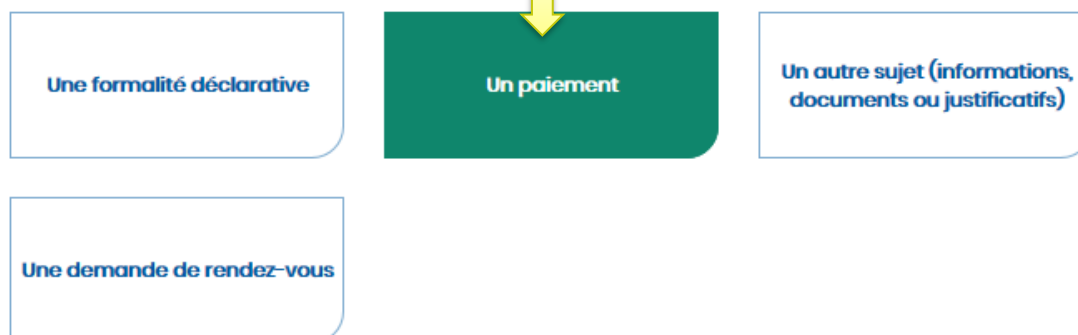 Une formalité déclarative
Un paiement
Un autre sujet (informations,
documents ou justificatifs)
Une demande de rendez-vous